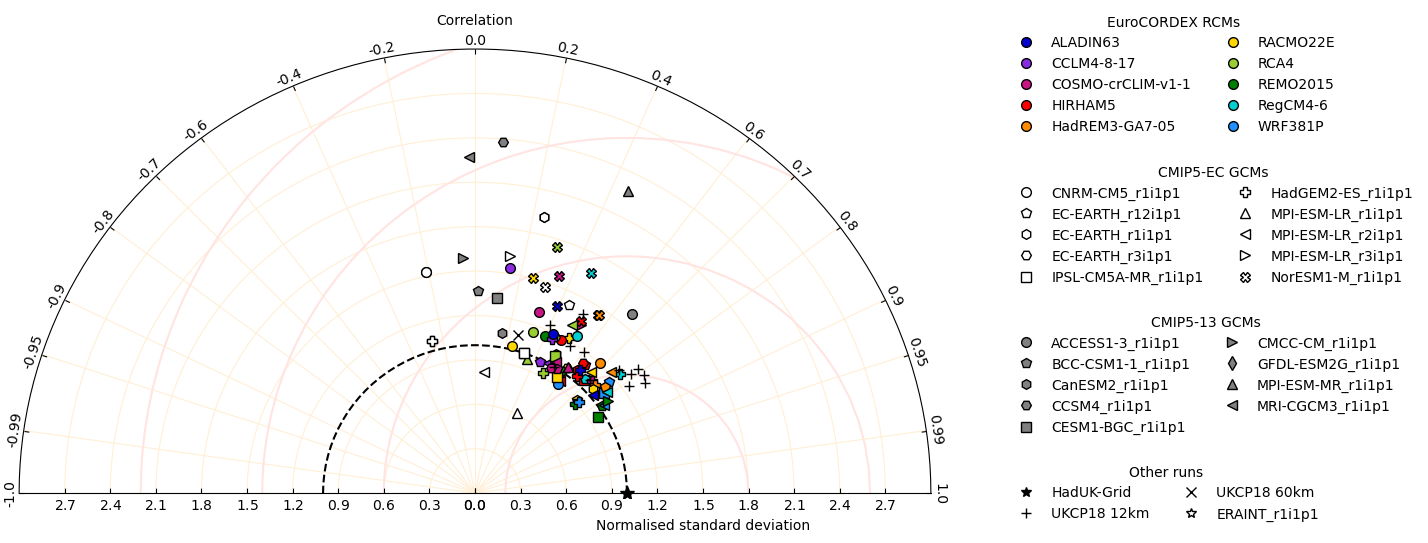 Correlation
-1.0
-0.99
-0.95
-0.9
-0.8
-0.7
-0.6
-0.4
-0.2
0.0
0.2
0.4
0.6
0.7
0.8
0.9
0.95
0.99
1.0
2.7 2.4 2.1 1.8 1.5 1.2 0.9 0.6 0.3 0.0 0.0 0.3 0.6 0.9 1.2 1.5 1.8 2.1 2.4 2.7
Normalised standard deviation
EuroCORDEX RCMs
ALADIN63 RACMO22E
CCLM4-8-17 RCA4
COSMO-crCLIM-v1-1 REMO2015
HIRHAM5 RegCM4-6
HadREM3-GA7-05 WRF381P
CMIP5-EC GCMs
CNRM-CM5_r1i1p1 HadGEM2-ES_r1i1p1
EC-EARTH_r12i1p1 MPI-ESM-LR_r1i1p1
EC-EARTH_r1i1p1 MPI-ESM-LR_r2i1p1
EC-EARTH_r3i1p1 MPI-ESM-LR_r3i1p1
IPSL-CM5A-MR_r1i1p1 NorESM1-M_r1i1p1
CMIP5-13 GCMs
ACCESS1-3_r1i1p1 CMCC-CM_r1i1p1
BCC-CSM1-1_r1i1p1 GFDL-ESM2G_r1i1p1
CanESM2_r1i1p1 MPI-ESM-MR_r1i1p1
CCSM4_r1i1p1 MRI-CGCM3_r1i1p1
CESM1-BGC_r1i1p1
Other runs
HadUK-Grid UKCP18 60km
UKCP18 12km ERAINT_r1i1p1